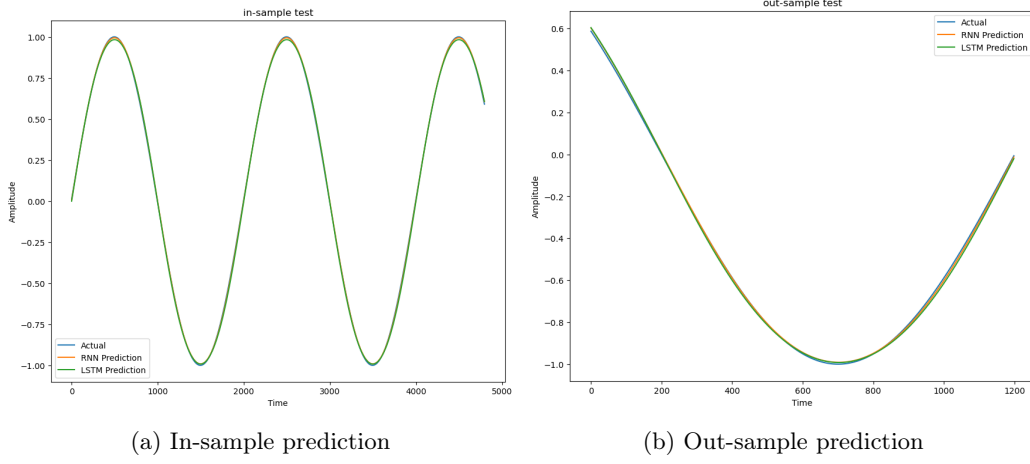 in-sample test
1.00
0.75
0.50
0.25
0.00
−0.25
−0.50
−0.75
−1.00
Amplitude
0
1000
2000
3000
4000
5000
Time
Actual
RNN Prediction
LSTM Prediction
(a) In-sample prediction
out-sample test
0.6
0.4
0.2
0.0
−0.2
−0.4
−0.6
−0.8
−1.0
Amplitude
0
200
400
600
800
1000
1200
Time
Actual
RNN Prediction
LSTM Prediction
(b) Out-sample prediction